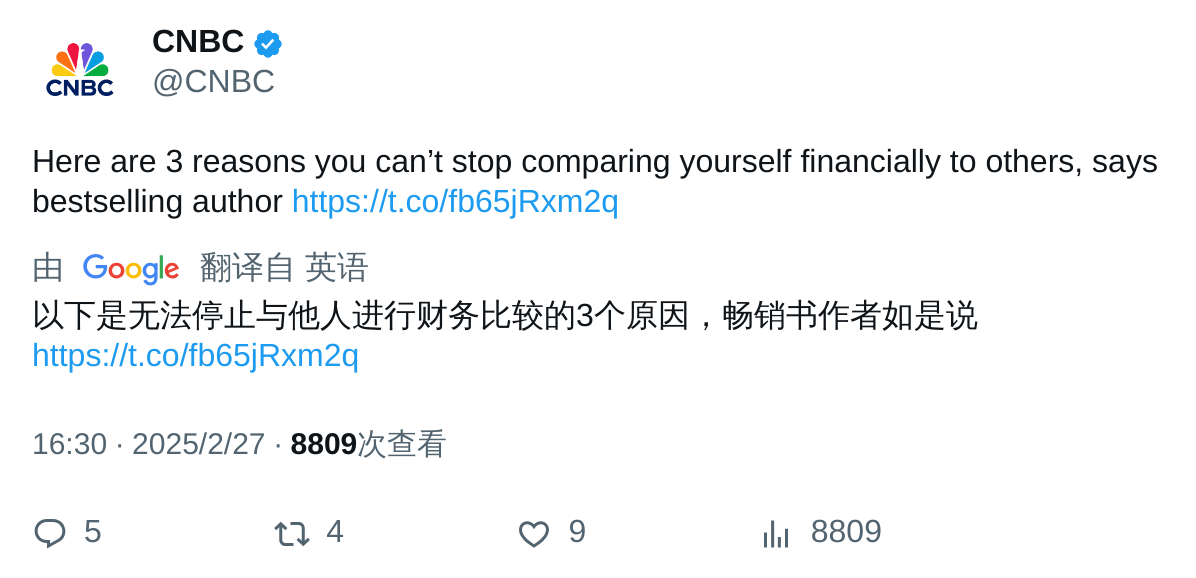 CNBC
@CNBC
CNBC
Here are 3 reasons you can’t stop comparing yourself financially to others, says
bestselling author https://t.co/fb65jRxm2q
由 Google 翻译自 英语
以下是无法停止与他人进行财务比较的3个原因，畅销书作者如是说
https://t.co/fb65jRxm2q
16:30 · 2025/2/27 · 8809次查看
5 4 9 8809